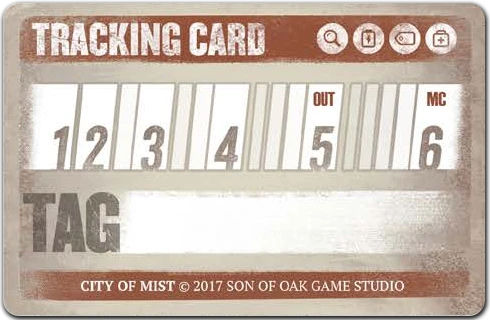 TRACKING CARD
OUT MC
1 2 3 4 5 6
TAG
CITY OF MIST © 2017 SON OF OAK GAME STUDIO